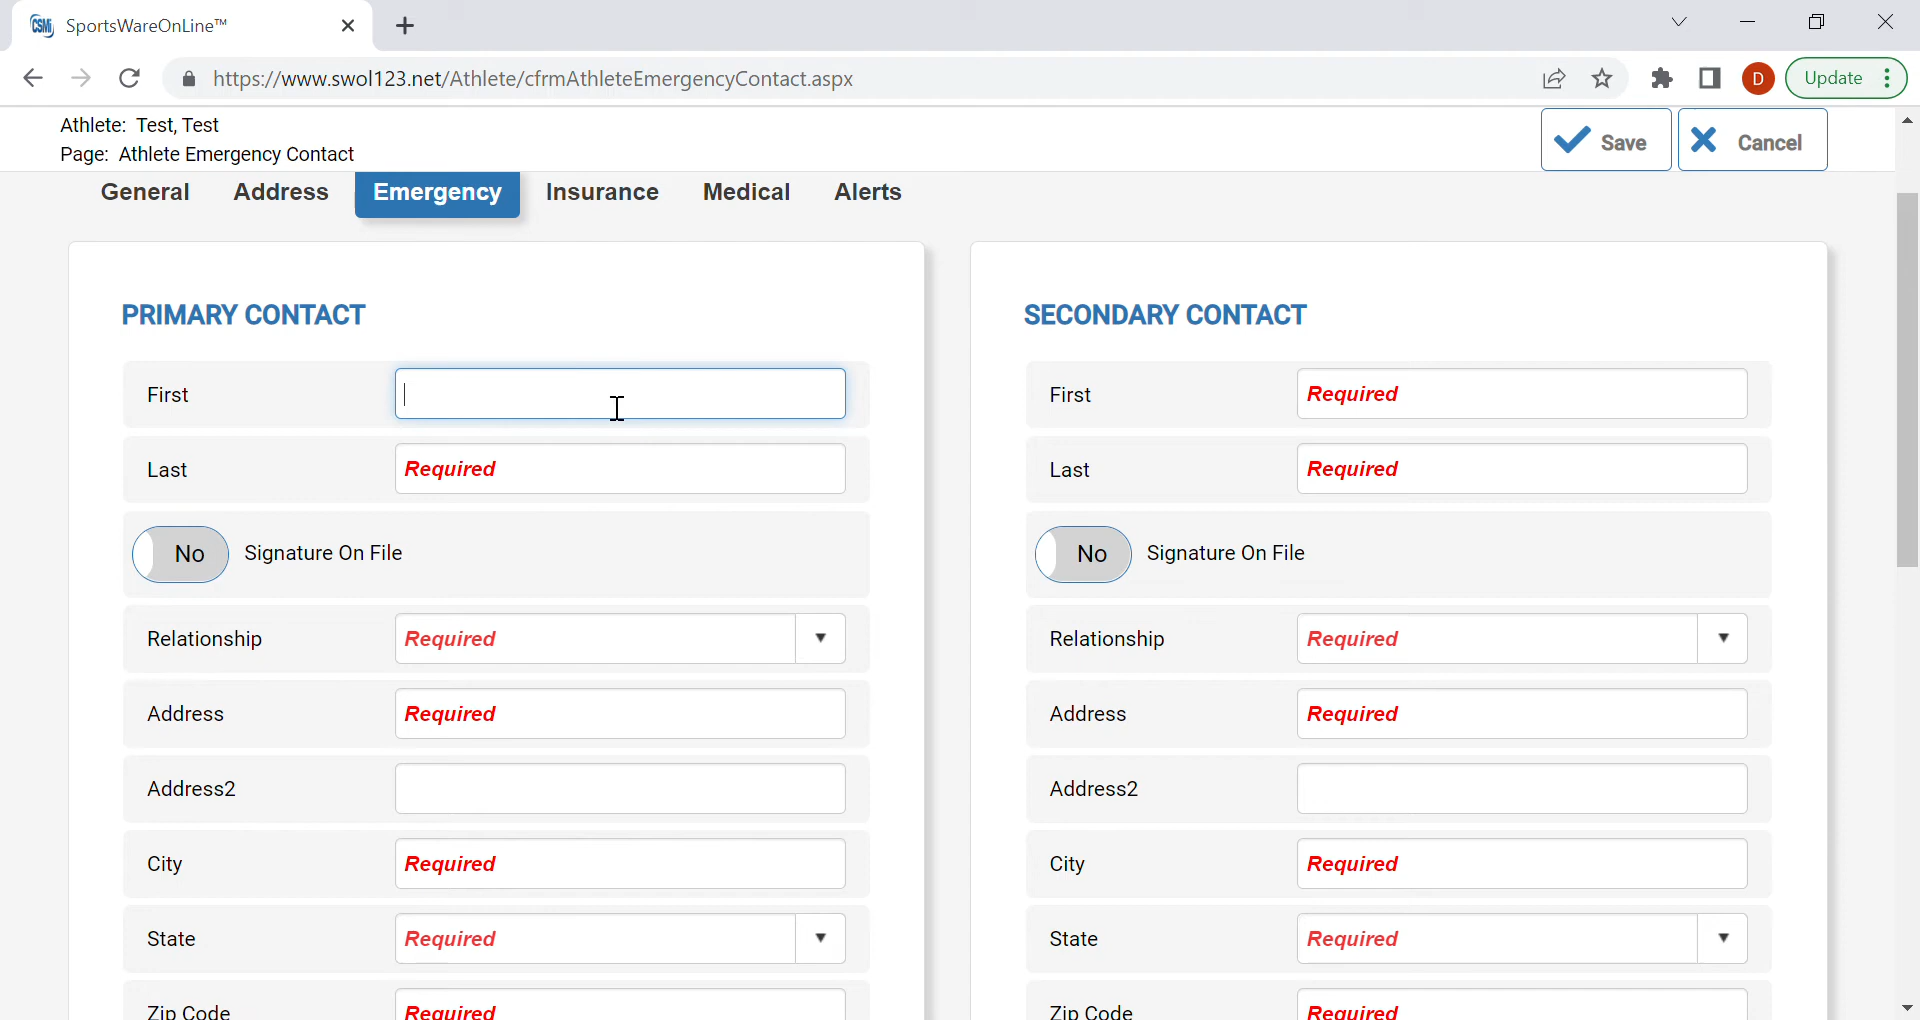 CSMi SportsWareOnLine™
https://www.swol123.net/Athlete/cfrmAthleteEmergencyContact.aspx
D
Update
Athlete: Test, Test
Page: Athlete Emergency Contact
Save
Cancel
General Address Emergency Insurance Medical Alerts
PRIMARY CONTACT
First
Last Required
No Signature On File
Relationship Required
Address Required
Address2
City Required
State Required
Zip Code Required
SECONDARY CONTACT
First Required
Last Required
No Signature On File
Relationship Required
Address Required
Address2
City Required
State Required
Zip Code Required